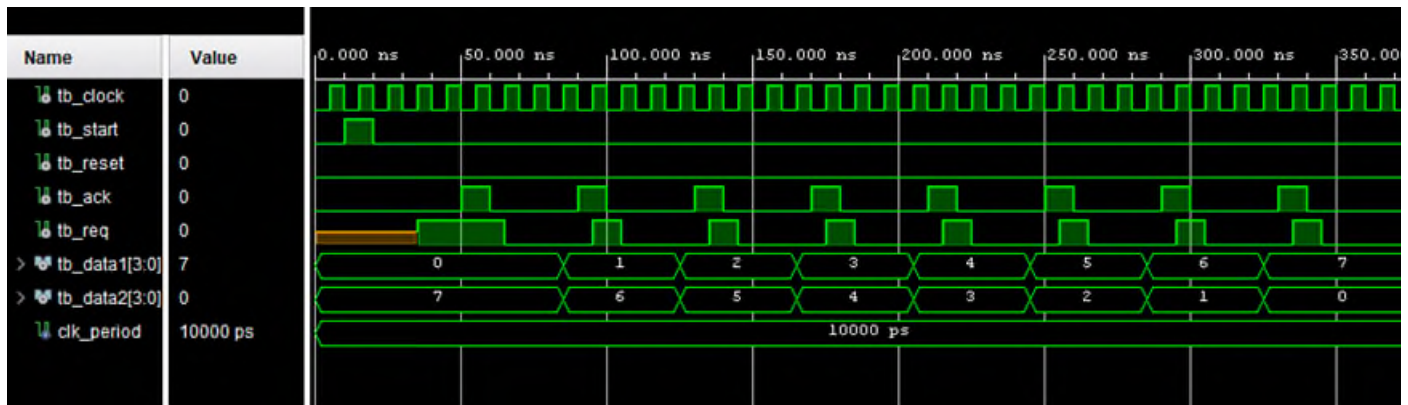 Name Value 0.000 ns 50.000 ns 100.000 ns 150.000 ns 200.000 ns 250.000 ns 300.000 ns 350.00
tb_clock 0
tb_start 0
tb_reset 0
tb_ack 0
tb_req 0
tb_data1[3:0] 7 0 1 2 3 4 5 6 7
tb_data2[3:0] 0 7 6 5 4 3 2 1 0
clk_period 10000 ps 10000 ps